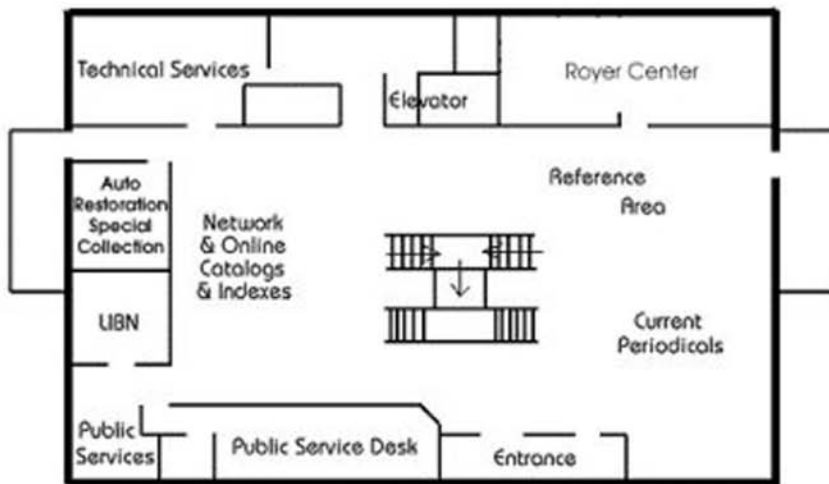 Technical Services
Elevator
Royer Center
Auto
Restoration
Special
Collection
Network
& Online
Catalogs
& Indexes
Reference
Area
LIBN
Current
Periodicals
Public
Services
Public Service Desk
Entrance